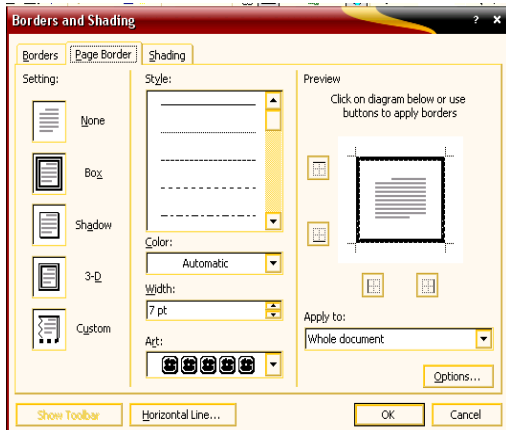 Borders and Shading
Borders
Page Border
Shading
Setting:
None
Box
Shadow
3-D
Custom
Style:
Color:
Automatic
Width:
7 pt
Art:
Preview
Click on diagram below or use
buttons to apply borders
Apply to:
Whole document
Options...
Show Toolbar
Horizontal Line...
OK
Cancel